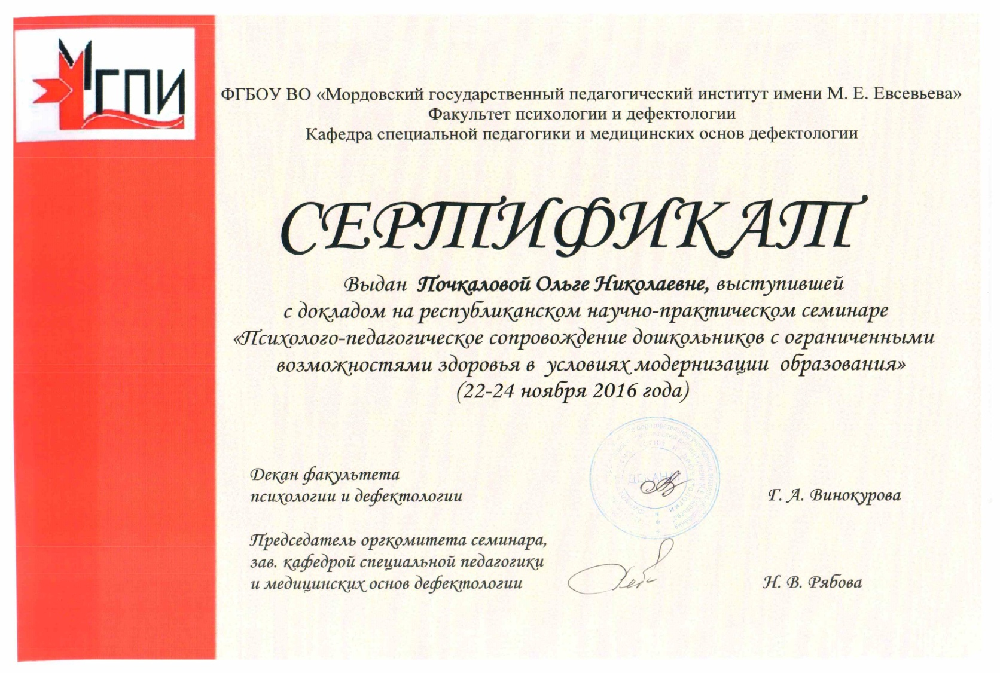 МГПИ
ФГБОУ ВО «Мордовский государственный педагогический институт имени М. Е. Евсевьева»
Факультет психологии и дефектологии
Кафедра специальной педагогики и медицинских основ дефектологии
СЕРТИФИКАТ
Выдан Почкаловой Ольге Николаевне, выступившей
с докладом на республиканском научно-практическом семинаре
«Психолого-педагогическое сопровождение дошкольников с ограниченными
возможностями здоровья в условиях модернизации образования»
(22-24 ноября 2016 года)
ДЕКАНАТ
Декан факультета
психологии и дефектологии
Г. А. Винокурова
Председатель оргкомитета семинара,
зав. кафедрой специальной педагогики
и медицинских основ дефектологии
Н. В. Рябова